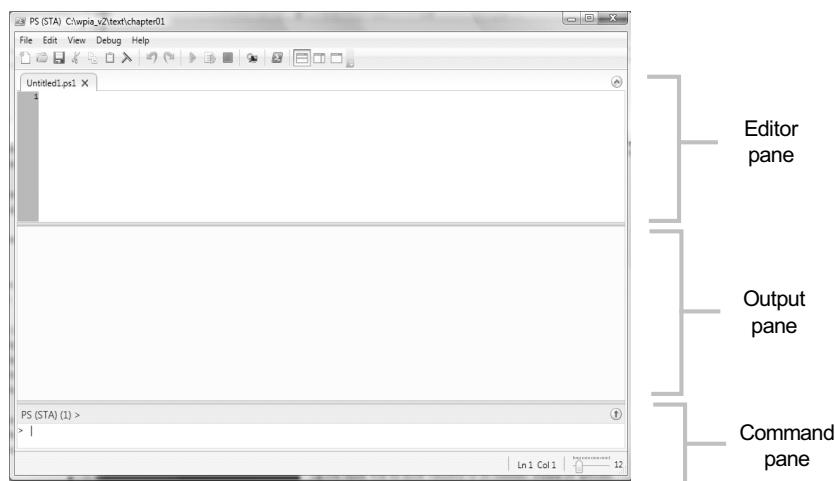 PS (STA) C:\wpia_v2\text\chapter01
File Edit View Debug Help
Untitled1.ps1 X
1
Editor
pane
Output
pane
PS (STA) (1) >
> |
Command
pane
Ln 1 Col 1
12